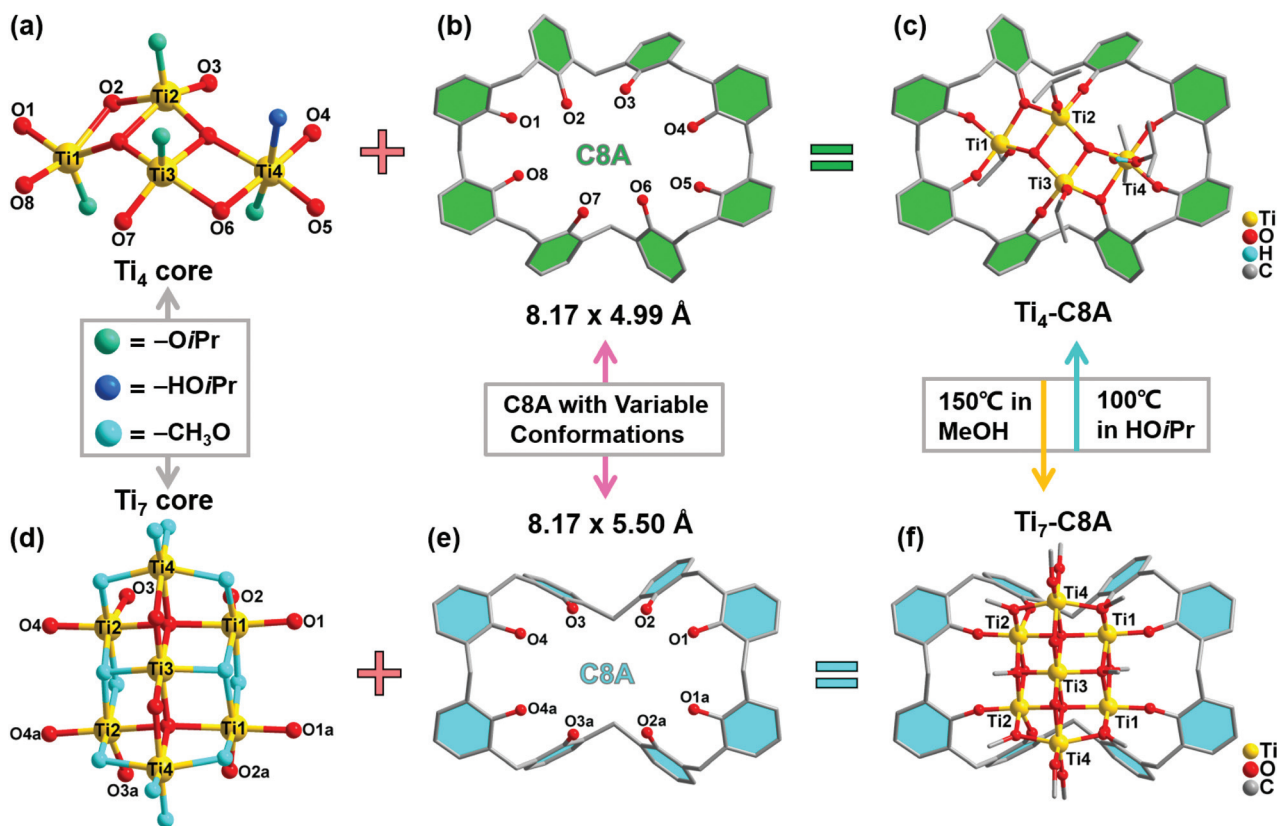 (a)
O3
O2
Ti2
O1
O4
Ti1
Ti3
Ti4
O8
O7
O6
O5
Ti₄ core
(b)
O1
O2
O3
O4
C8A
O8
O7
O6
O5
8.17 x 4.99 Å
(c)
Ti2
Ti1
Ti3
Ti4
Ti
O
H
C
Ti₄-C8A
= –OiPr
= –HOiPr
= –CH₃O
C8A with Variable
Conformations
150℃ in
MeOH
100℃
in HOiPr
Ti₇ core
(d)
Ti4
O3
O2
O4
Ti2
Ti1
O1
Ti3
O4a
Ti2
Ti1
O1a
Ti4
O3a
O2a
8.17 x 5.50 Å
(e)
O3
O2
O4
O1
C8A
O4a
O1a
O3a
O2a
Ti₇-C8A
(f)
Ti4
Ti2
Ti1
Ti3
Ti2
Ti1
Ti4
Ti
O
C